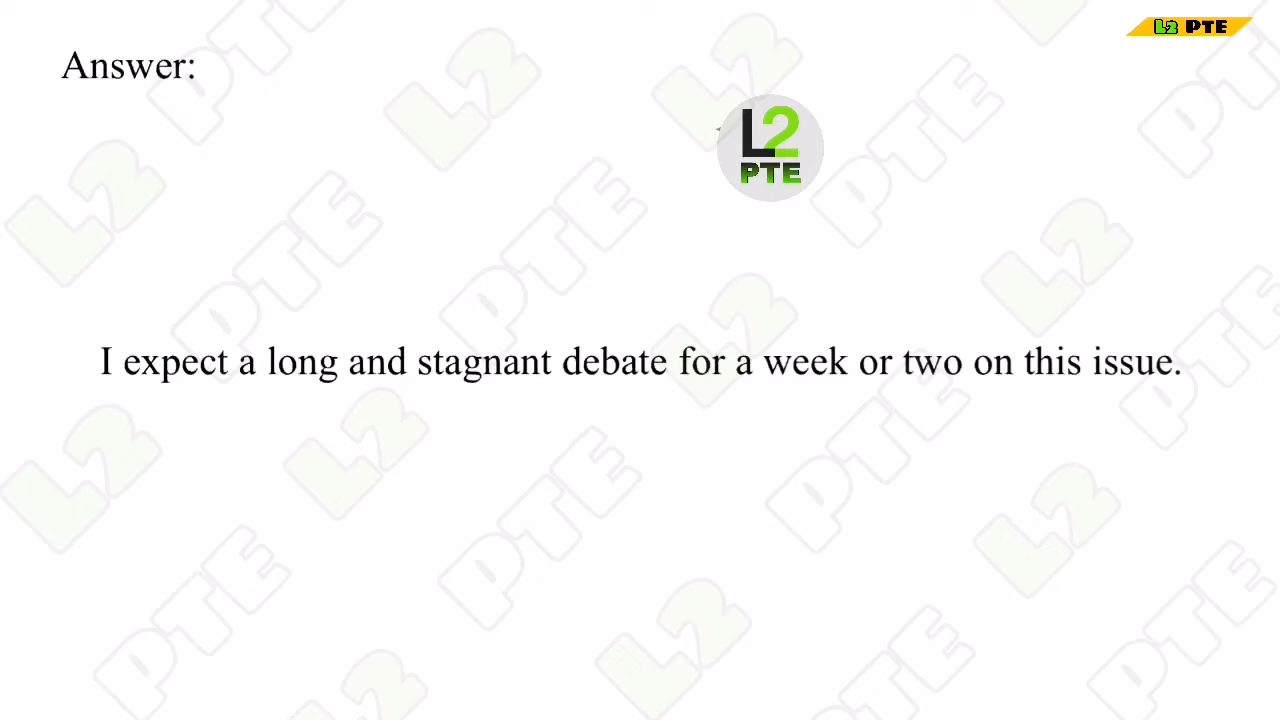 L2 PTE
Answer:
L2
PTE
I expect a long and stagnant debate for a week or two on this issue.